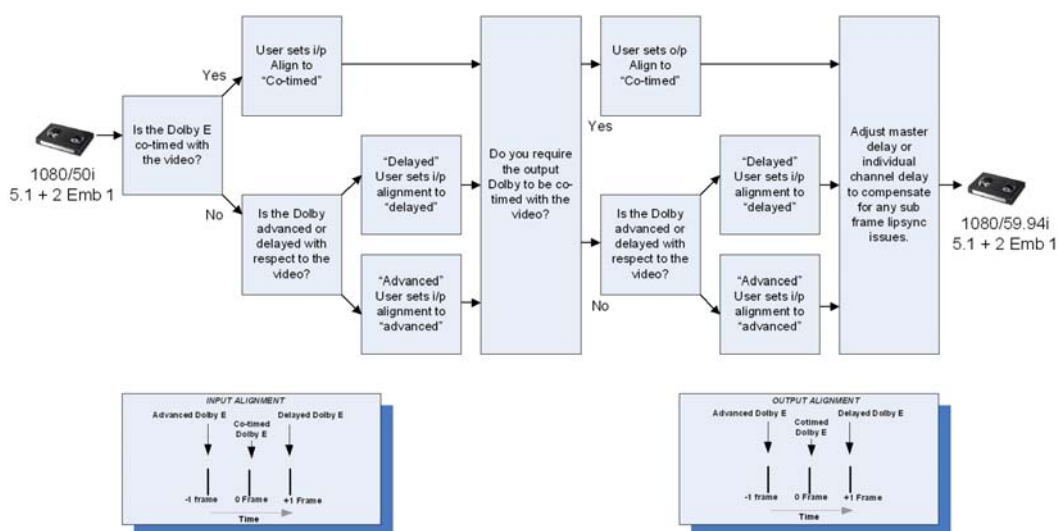 1080/50i
5.1 + 2 Emb 1
Is the Dolby E
co-timed with
the video?
Yes
No
User sets i/p
Align to
“Co-timed”
Is the Dolby
advanced or
delayed with
respect to the
video?
“Delayed”
User sets i/p
alignment to
“delayed”
“Advanced”
User sets i/p
alignment to
“advanced”
Do you require
the output
Dolby to be co-
timed with the
video?
Yes
No
User sets o/p
Align to
“Co-timed”
Is the Dolby
advanced or
delayed with
respect to the
video?
“Delayed”
User sets i/p
alignment to
“delayed”
“Advanced”
User sets i/p
alignment to
“advanced”
Adjust master
delay or
individual
channel delay
to compensate
for any sub
frame lipsync
issues.
1080/59.94i
5.1 + 2 Emb 1
INPUT ALIGNMENT
Advanced Dolby E
Co-timed
Dolby E
Delayed Dolby E
-1 frame
0 Frame
+1 Frame
Time
OUTPUT ALIGNMENT
Advanced Dolby E
Cotimed
Dolby E
Delayed Dolby E
-1 frame
0 Frame
+1 Frame
Time